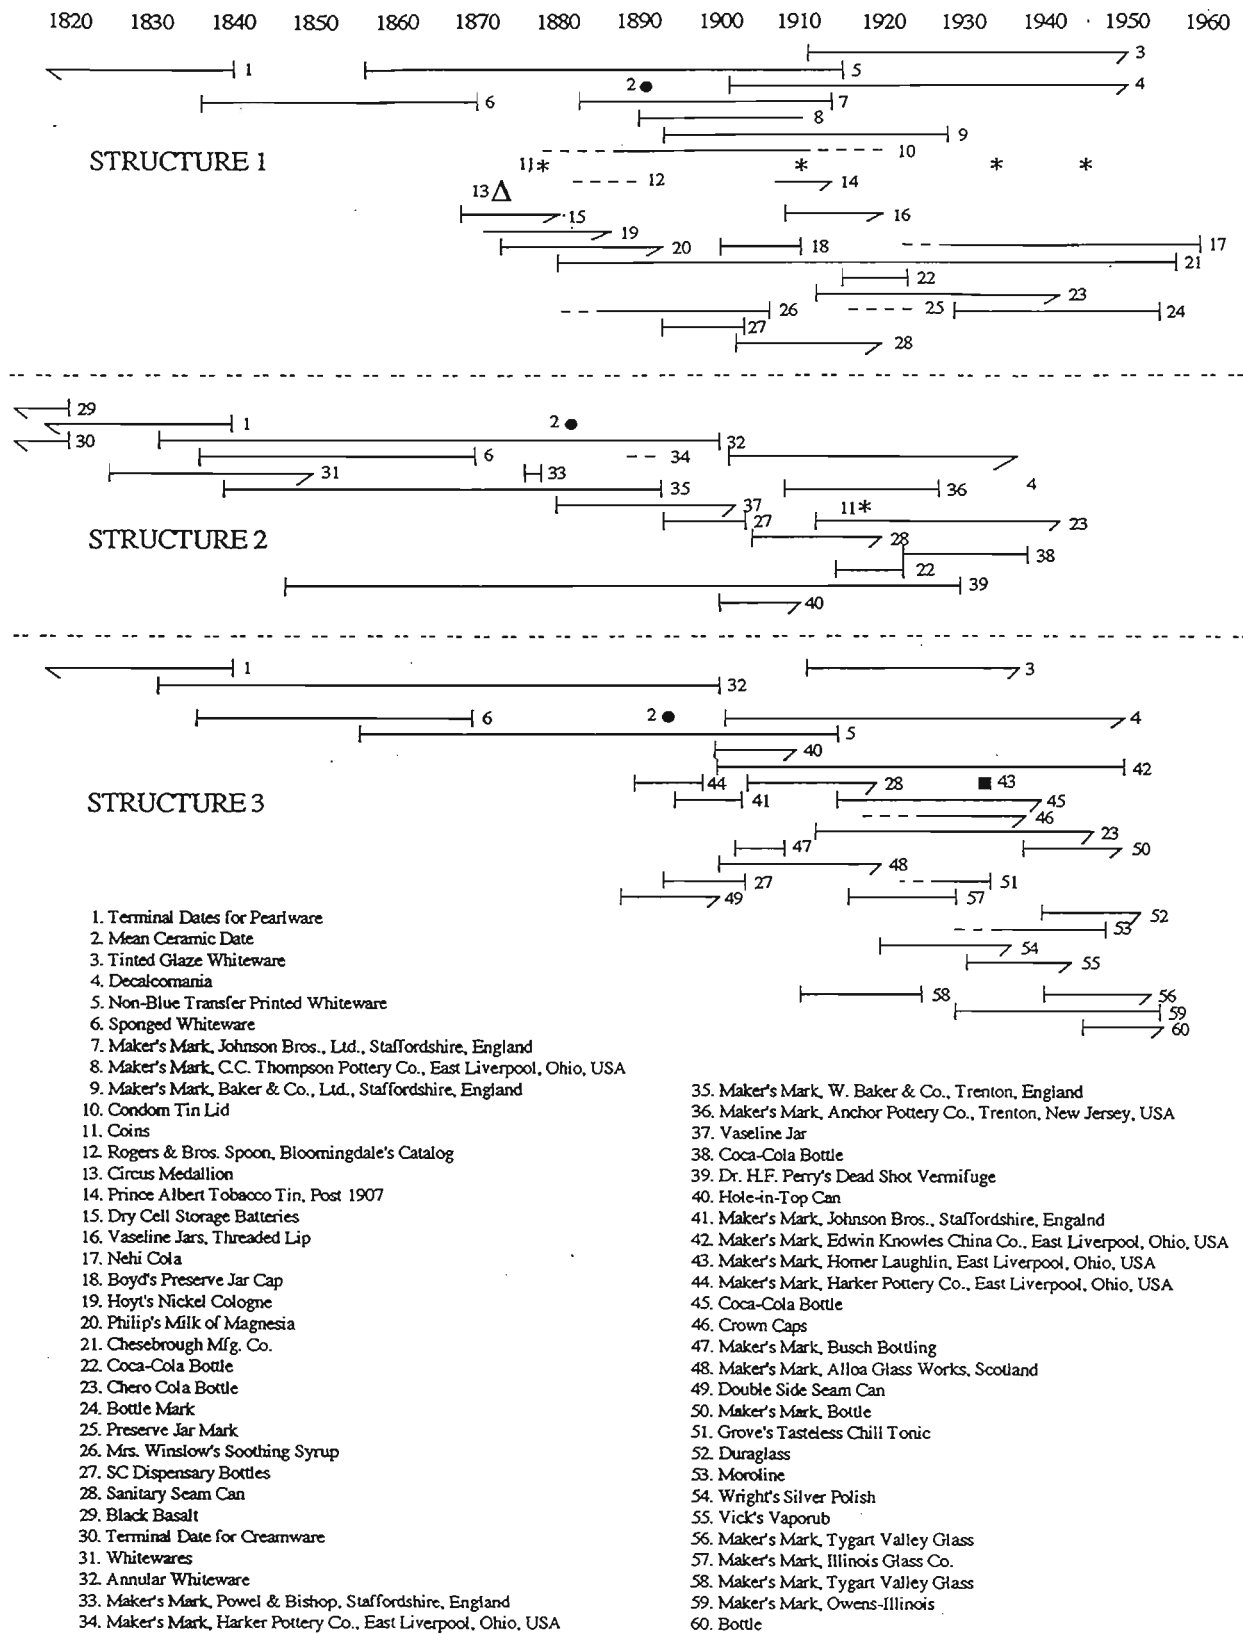 1820 1830 1840 1850 1860 1870 1880 1890 1900 1910 1920 1930 1940 1950 1960
3
1 5
2 4
6 7
8
9
10
STRUCTURE 1 11* * * *
12 14
13
15 16
19
20 18 17
21
22
23
26 25 24
27
28
29
1 2
30 32
6 34
31 33 4
35 36
37 11*
27 23
STRUCTURE 2 28
38
22
39
40
1 3
32
6 2 4
5
40
42
44 28 43
STRUCTURE 3 41 45
46
23
47 50
48
27 51
49 57
52
53
54
55
58 56
59
60
1. Terminal Dates for Pearlware
2. Mean Ceramic Date
3. Tinted Glaze Whiteware
4. Decalcomania
5. Non-Blue Transfer Printed Whiteware
6. Sponged Whiteware
7. Maker's Mark, Johnson Bros., Ltd., Staffordshire, England
8. Maker's Mark, C.C. Thompson Pottery Co., East Liverpool, Ohio, USA
9. Maker's Mark, Baker & Co., Ltd., Staffordshire, England
10. Condom Tin Lid
11. Coins
12. Rogers & Bros. Spoon, Bloomingdale's Catalog
13. Circus Medallion
14. Prince Albert Tobacco Tin, Post 1907
15. Dry Cell Storage Batteries
16. Vaseline Jars, Threaded Lip
17. Nehi Cola
18. Boyd's Preserve Jar Cap
19. Hoyt's Nickel Cologne
20. Philip's Milk of Magnesia
21. Chesebrough Mfg. Co.
22. Coca-Cola Bottle
23. Chero Cola Bottle
24. Bottle Mark
25. Preserve Jar Mark
26. Mrs. Winslow's Soothing Syrup
27. SC Dispensary Bottles
28. Sanitary Seam Can
29. Black Basalt
30. Terminal Date for Creamware
31. Whitewares
32. Annular Whiteware
33. Maker's Mark, Powel & Bishop, Staffordshire, England
34. Maker's Mark, Harker Pottery Co., East Liverpool, Ohio, USA
35. Maker's Mark, W. Baker & Co., Trenton, England
36. Maker's Mark, Anchor Pottery Co., Trenton, New Jersey, USA
37. Vaseline Jar
38. Coca-Cola Bottle
39. Dr. H.F. Perry's Dead Shot Vermifuge
40. Hole-in-Top Can
41. Maker's Mark, Johnson Bros., Staffordshire, Engalnd
42. Maker's Mark, Edwin Knowles China Co., East Liverpool, Ohio, USA
43. Maker's Mark, Homer Laughlin, East Liverpool, Ohio, USA
44. Maker's Mark, Harker Pottery Co., East Liverpool, Ohio, USA
45. Coca-Cola Bottle
46. Crown Caps
47. Maker's Mark, Busch Bottling
48. Maker's Mark, Alloa Glass Works, Scotland
49. Double Side Seam Can
50. Maker's Mark, Bottle
51. Grove's Tasteless Chill Tonic
52. Duraglass
53. Moroline
54. Wright's Silver Polish
55. Vick's Vaporub
56. Maker's Mark, Tygart Valley Glass
57. Maker's Mark, Illinois Glass Co.
58. Maker's Mark, Tygart Valley Glass
59. Maker's Mark, Owens-Illinois
60. Bottle